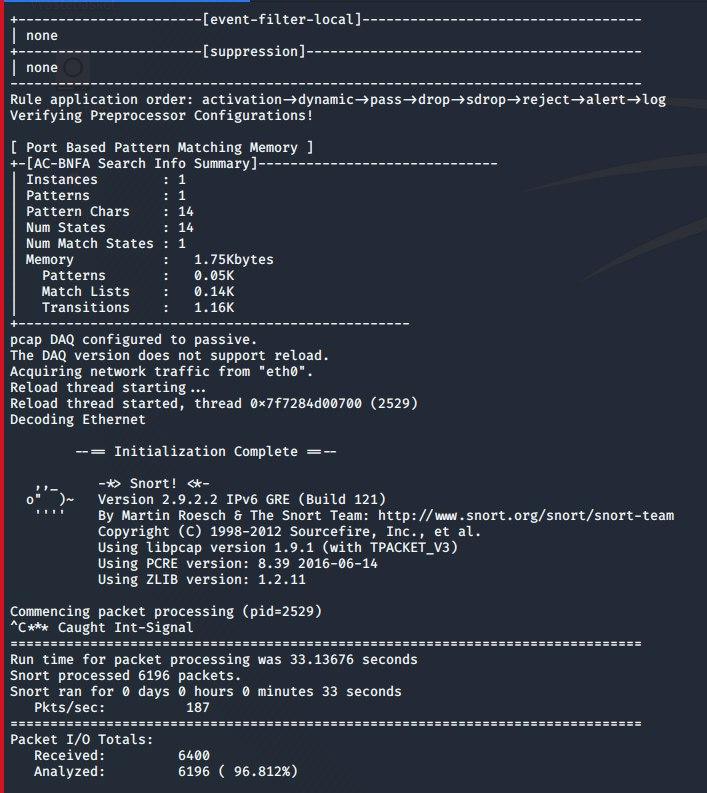 +-----------------------[event-filter-local]-----------------------------------
| none
+-----------------------[suppression]------------------------------------------
| none
-------------------------------------------------------------------------------
Rule application order: activation->dynamic->pass->drop->sdrop->reject->alert->log
Verifying Preprocessor Configurations!
[ Port Based Pattern Matching Memory ]
+-[AC-BNFA Search Info Summary]------------------------------
| Instances        : 1
| Patterns         : 1
| Pattern Chars    : 14
| Num States       : 14
| Num Match States : 1
| Memory           :   1.75Kbytes
|   Patterns       :   0.05K
|   Match Lists    :   0.14K
|   Transitions    :   1.16K
+-------------------------------------------------
pcap DAQ configured to passive.
The DAQ version does not support reload.
Acquiring network traffic from "eth0".
Reload thread starting...
Reload thread started, thread 0x7f7284d00700 (2529)
Decoding Ethernet
--== Initialization Complete ==--
,,_     -*> Snort! <*-
o"  )~   Version 2.9.2.2 IPv6 GRE (Build 121)
''''    By Martin Roesch & The Snort Team: http://www.snort.org/snort/snort-team
Copyright (C) 1998-2012 Sourcefire, Inc., et al.
Using libpcap version 1.9.1 (with TPACKET_V3)
Using PCRE version: 8.39 2016-06-14
Using ZLIB version: 1.2.11
Commencing packet processing (pid=2529)
^C*** Caught Int-Signal
===============================================================================
Run time for packet processing was 33.13676 seconds
Snort processed 6196 packets.
Snort ran for 0 days 0 hours 0 minutes 33 seconds
Pkts/sec:          187
===============================================================================
Packet I/O Totals:
Received:         6400
Analyzed:         6196 ( 96.812%)